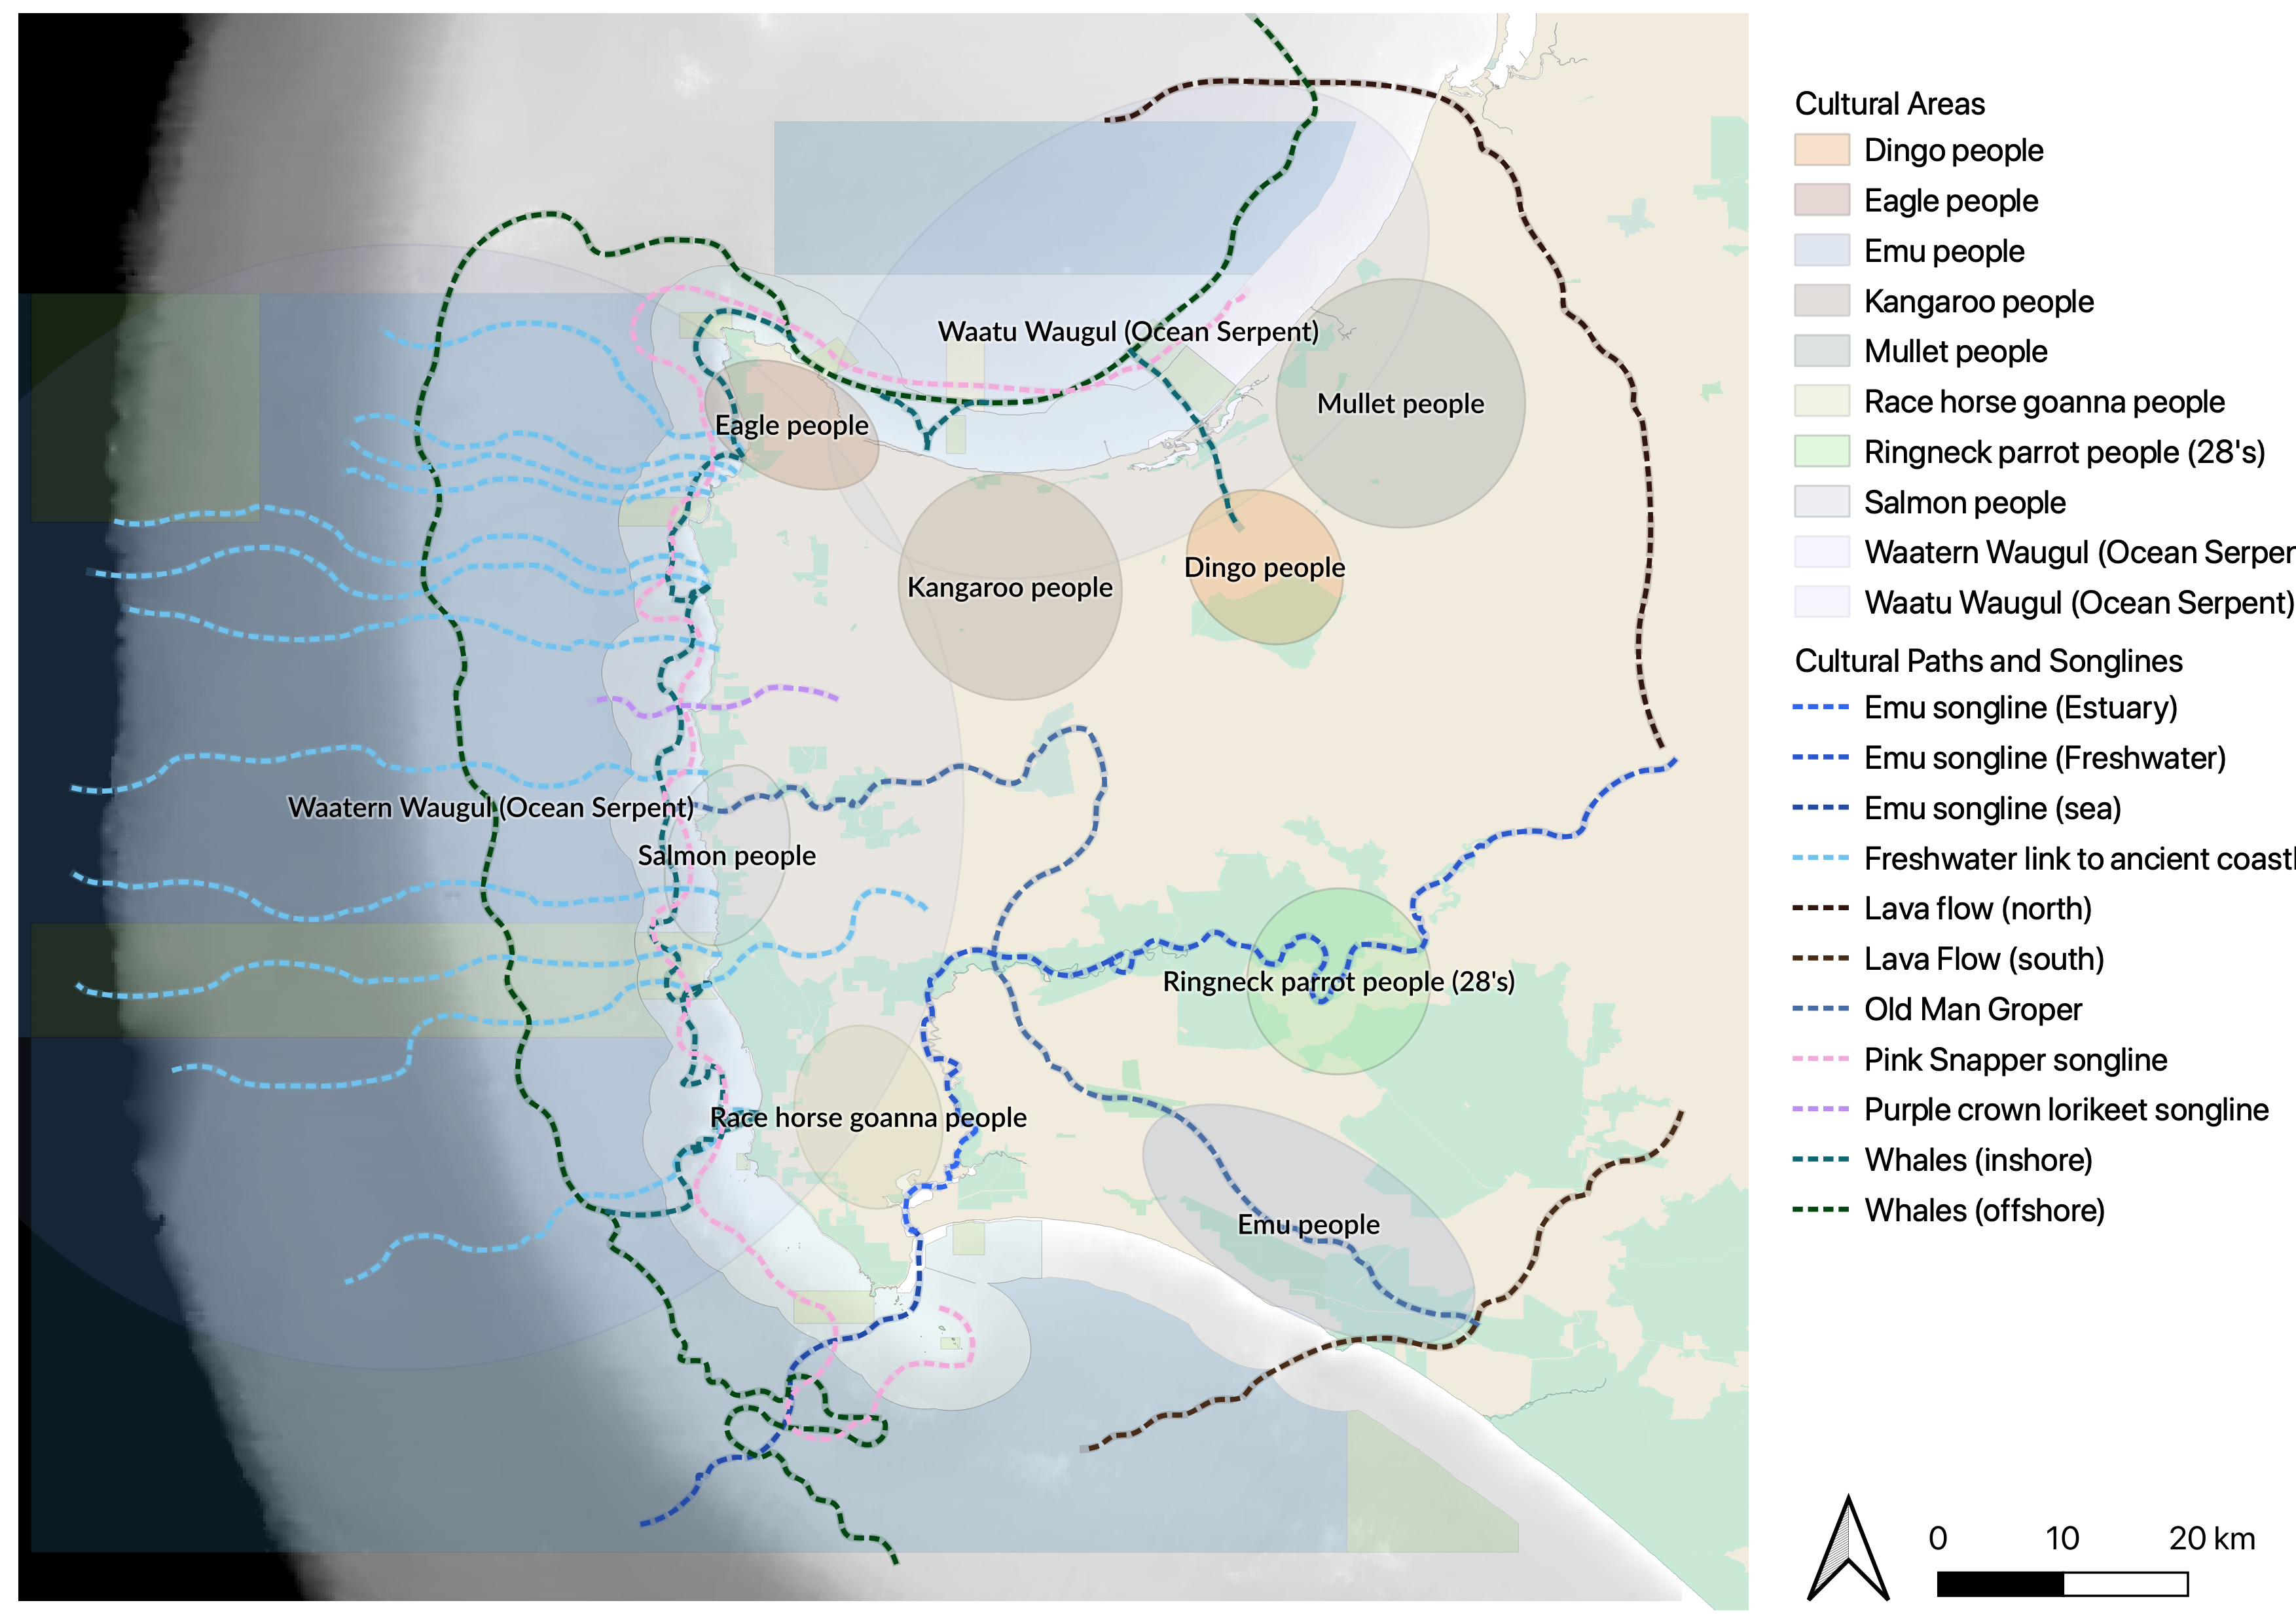 Waatu Waugul (Ocean Serpent)
Mullet people
Eagle people
Kangaroo people
Dingo people
Waatern Waugul (Ocean Serpent)
Salmon people
Ringneck parrot people (28's)
Race horse goanna people
Emu people
Cultural Areas
Dingo people
Eagle people
Emu people
Kangaroo people
Mullet people
Race horse goanna people
Ringneck parrot people (28's)
Salmon people
Waatern Waugul (Ocean Serpen
Waatu Waugul (Ocean Serpent)
Cultural Paths and Songlines
Emu songline (Estuary)
Emu songline (Freshwater)
Emu songline (sea)
Freshwater link to ancient coastl
Lava flow (north)
Lava Flow (south)
Old Man Groper
Pink Snapper songline
Purple crown lorikeet songline
Whales (inshore)
Whales (offshore)
0 10 20 km